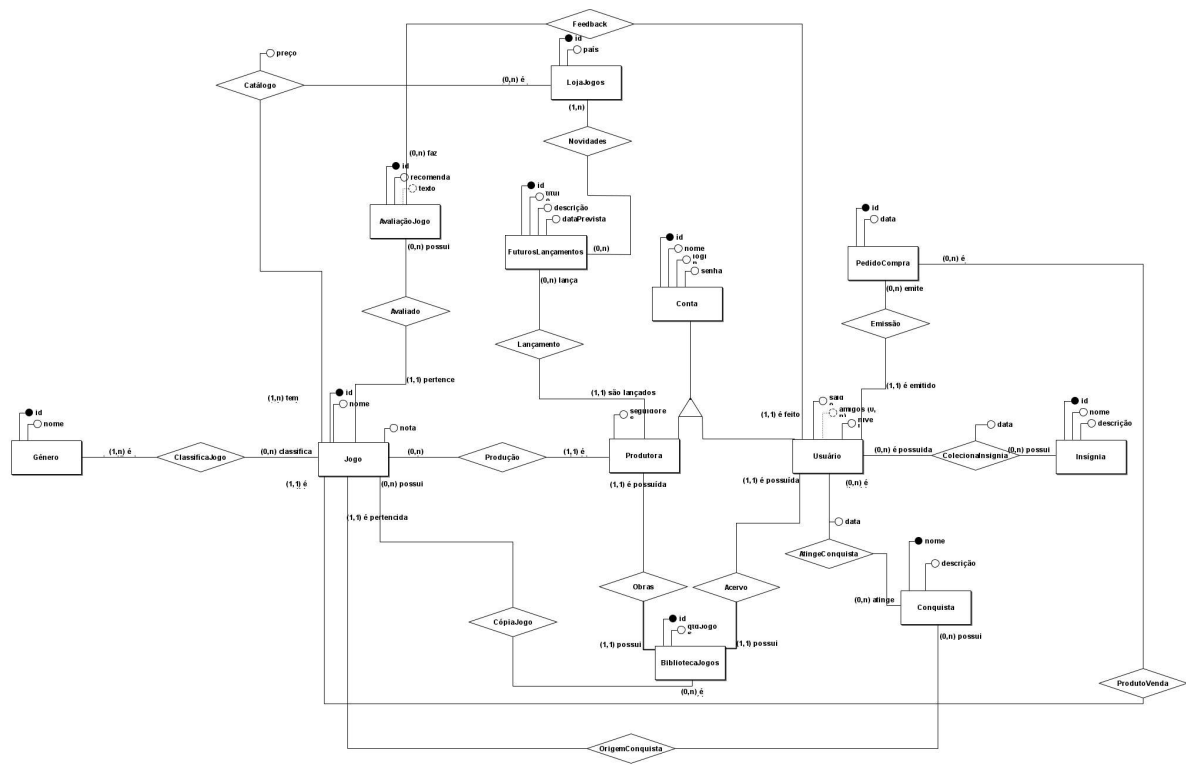 Feedback
id
país
preço
Catálogo
(0,n) é
LojaJogos
(1,n)
Novidades
(0,n) faz
id
recomenda
texto
AvaliaçãoJogo
(0,n) possui
id
descrição
dataPrevista
FuturosLançamentos
(0,n)
(0,n) lança
id
nome
senha
Conta
id
data
PedidoCompra
(0,n) é
(0,n) emite
Avaliado
Emissão
Lançamento
(1,1) pertence
(1,1) são lançados
(1,1) é emitido
(1,n) tem
id
nome
(1,1) é feito
amigos (0,
id
nome
nota
data
id
nome
descrição
Gênero
(1,n) é
ClassificaJogo
(0,n) classifica
Jogo
(0,n)
Produção
(1,1) é
Produtora
Usuário
(0,n) é possuida
ColecionaInsignia
(0,n) possui
Insígnia
(1,1) é
(0,n) possui
(1,1) é possuída
(1,1) é possuída
(0,n) é
(1,1) é pertencida
data
AtingeConquista
nome
descrição
Obras
Acervo
(0,n) atinge
Conquista
CópiaJogo
id
(1,1) possui
(1,1) possui
(0,n) possui
BibliotecaJogos
(0,n) é
ProdutoVenda
OrigemConquista